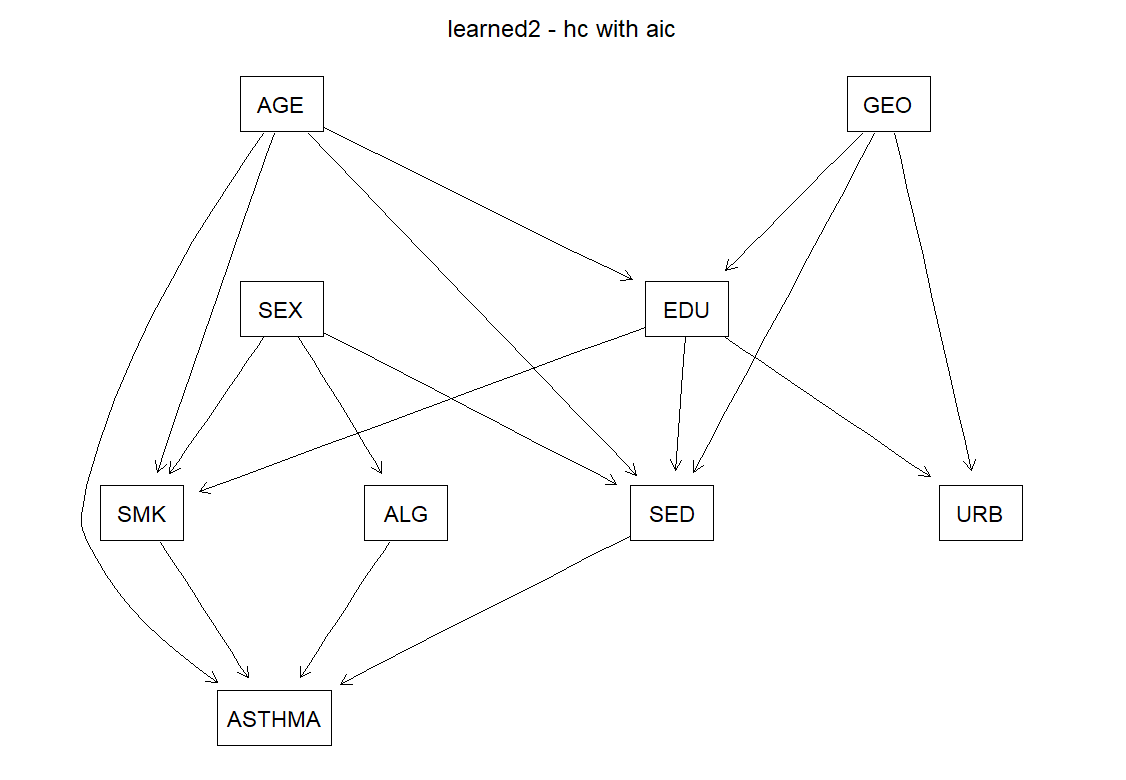 learned2 - hc with aic
AGE
GEO
SEX
EDU
SMK
ALG
SED
URB
ASTHMA